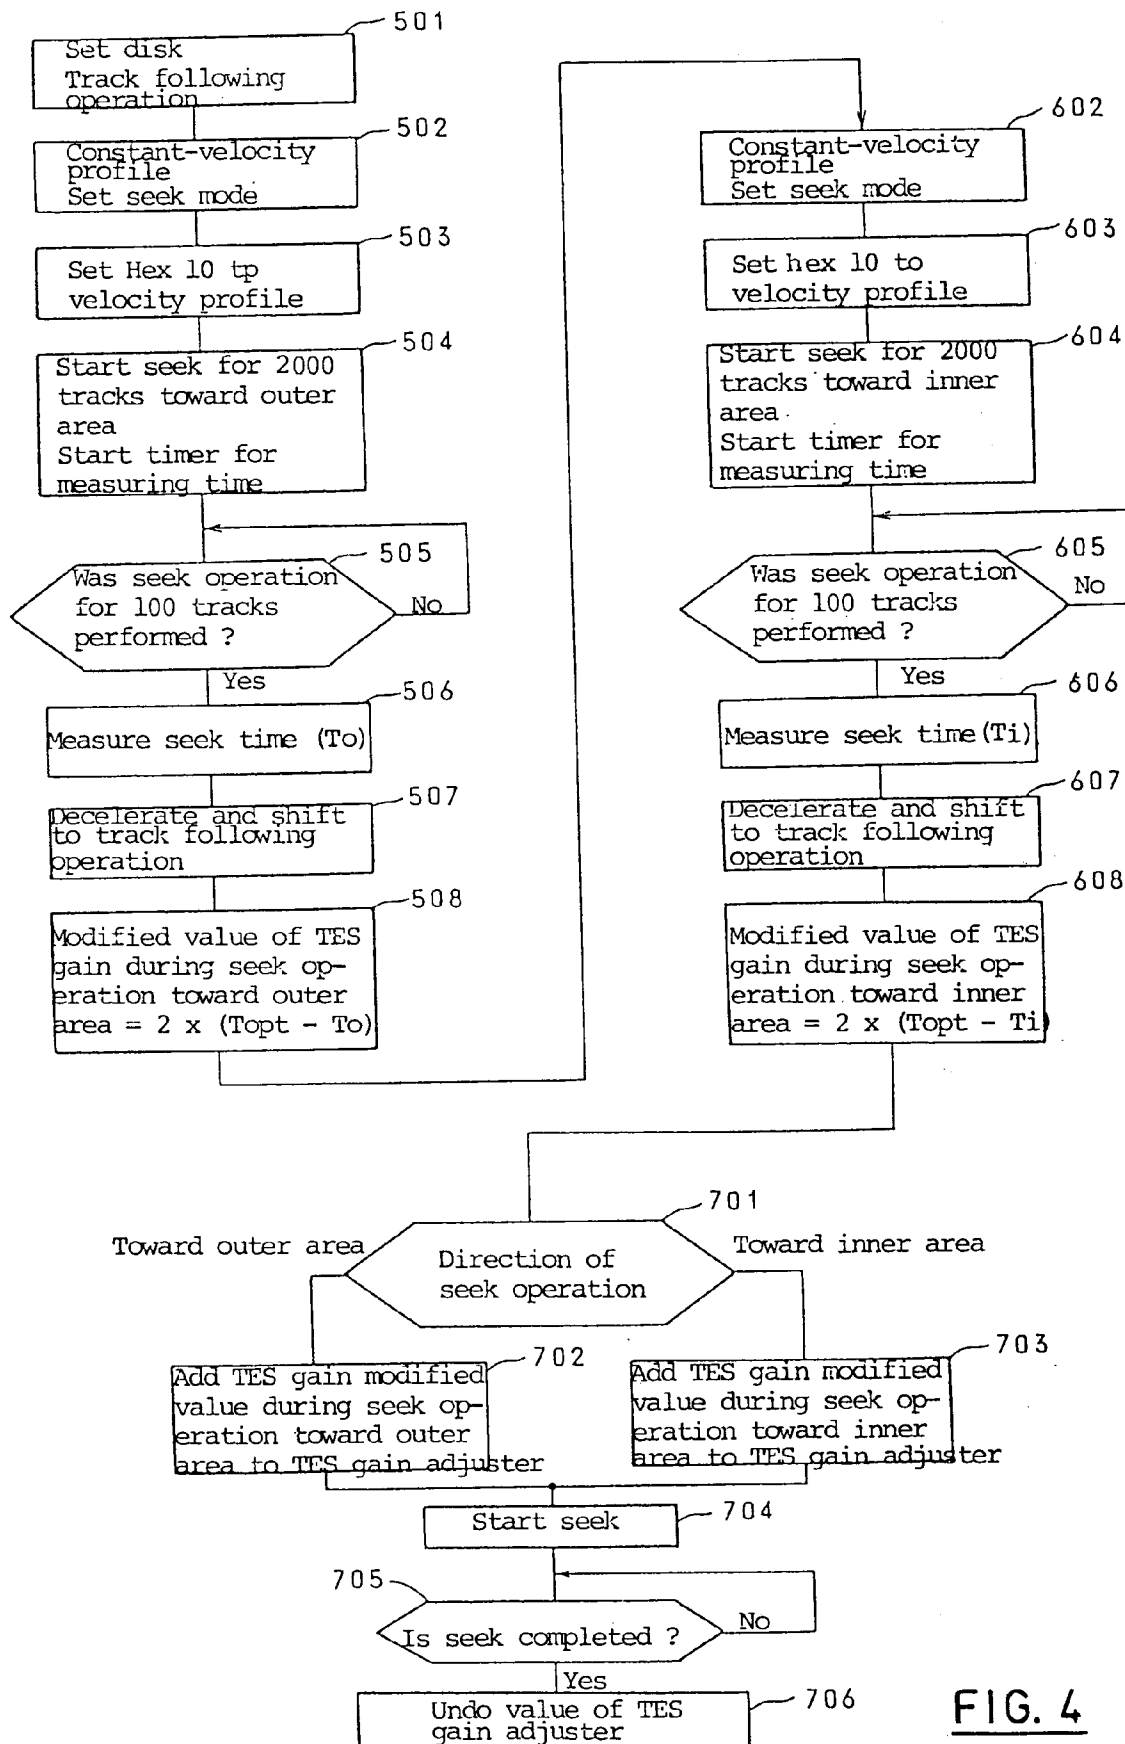 501
Set disk
Track following
operation
502
Constant-velocity
profile
Set seek mode
503
Set Hex 10 tp
velocity profile
504
Start seek for 2000
tracks toward outer
area
Start timer for
measuring time
505
Was seek operation
for 100 tracks
performed ?
No
Yes
506
Measure seek time (To)
507
Decelerate and shift
to track following
operation
508
Modified value of TES
gain during seek op-
eration toward outer
area = 2 x (Topt - To)
602
Constant-velocity
profile
Set seek mode
603
Set hex 10 to
velocity profile
604
Start seek for 2000
tracks toward inner
area
Start timer for
measuring time
605
Was seek operation
for 100 tracks
performed ?
No
Yes
606
Measure seek time (Ti)
607
Decelerate and shift
to track following
operation
608
Modified value of TES
gain during seek op-
eration toward inner
area = 2 x (Topt - Ti)
701
Toward outer area
Direction of
seek operation
Toward inner area
702
Add TES gain modified
value during seek op-
eration toward outer
area to TES gain adjuster
703
Add TES gain modified
value during seek op-
eration toward inner
area to TES gain adjuster
704
Start seek
705
Is seek completed ?
No
Yes
706
Undo value of TES
gain adjuster
FIG. 4